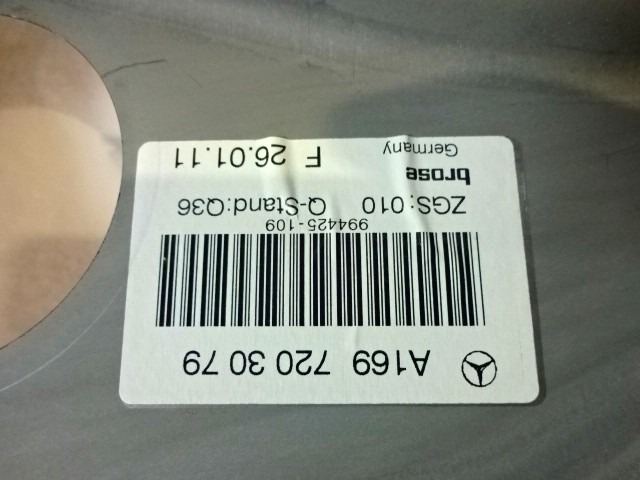 A169 720 30 79
994425-109
ZGS:010 Q-Stand:Q36
brose
Germany F 26.01.11